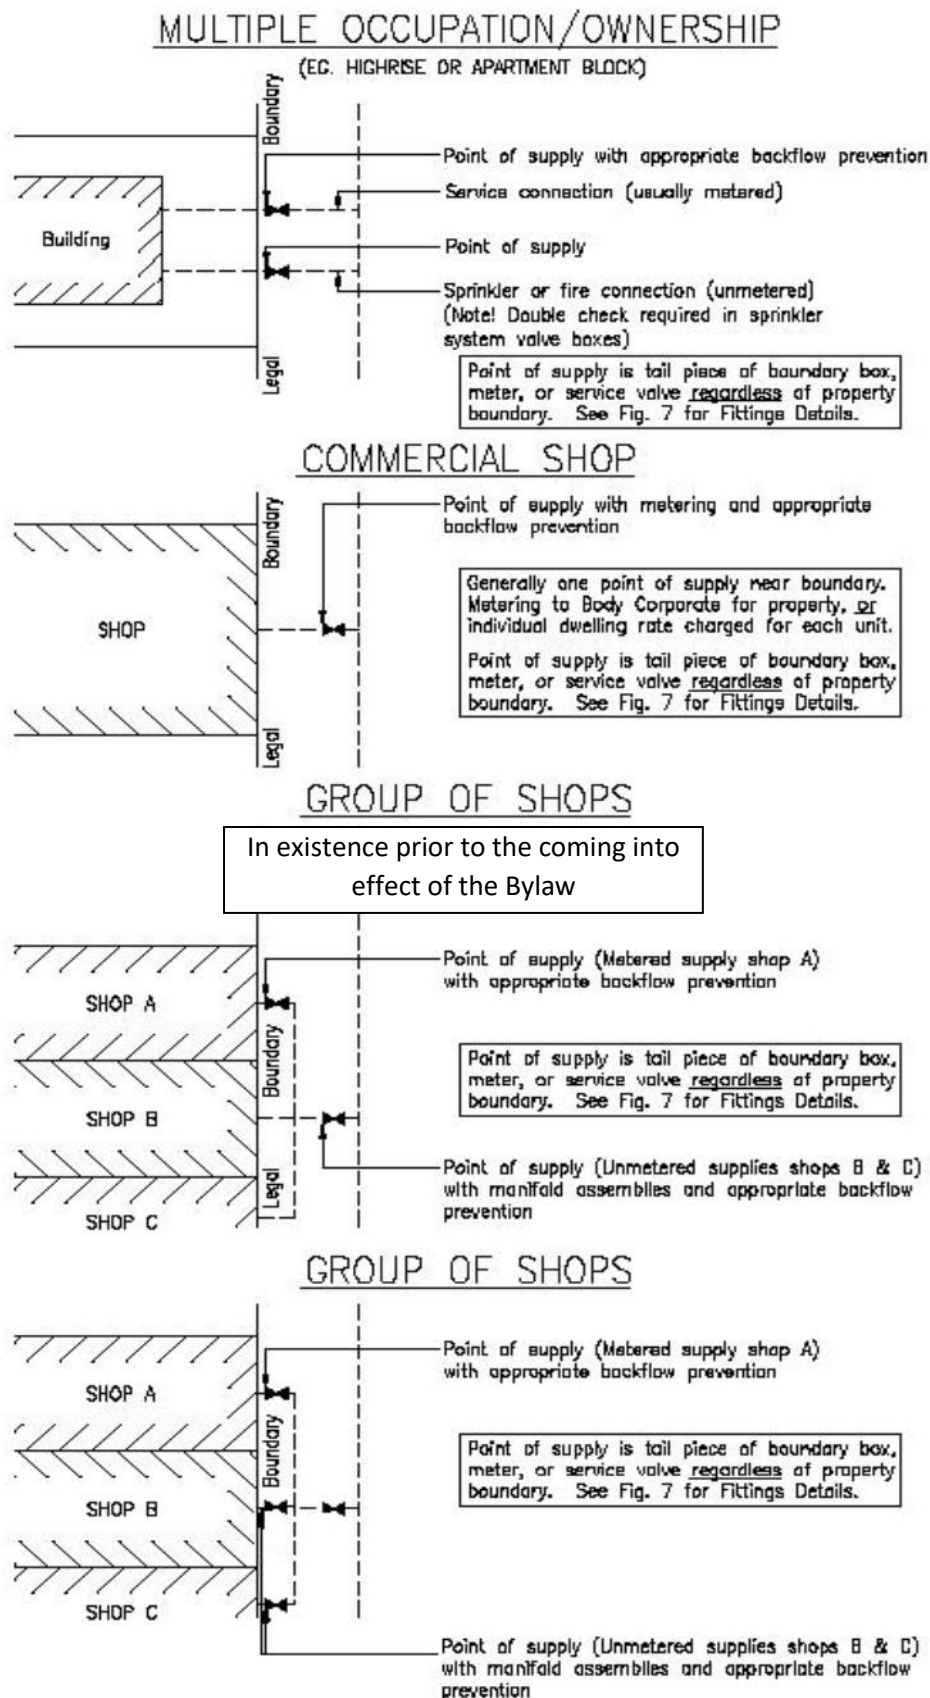 MULTIPLE OCCUPATION/OWNERSHIP
(EG. HIGHRISE OR APARTMENT BLOCK)
Boundary
Point of supply with appropriate backflow prevention
Service connection (usually metered)
Building
Point of supply
Sprinkler or fire connection (unmetered)
(Note! Double check required in sprinkler
system valve boxes)
Legal
Point of supply is tail piece of boundary box,
meter, or service valve regardless of property
boundary. See Fig. 7 for Fittings Details.
COMMERCIAL SHOP
Boundary
Point of supply with metering and appropriate
backflow prevention
SHOP
Generally one point of supply near boundary.
Metering to Body Corporate for property, or
individual dwelling rate charged for each unit.
Point of supply is tail piece of boundary box,
meter, or service valve regardless of property
boundary. See Fig. 7 for Fittings Details.
Legal
GROUP OF SHOPS
In existence prior to the coming into
effect of the Bylaw
Point of supply (Metered supply shop A)
with appropriate backflow prevention
SHOP A
Boundary
Point of supply is tail piece of boundary box,
meter, or service valve regardless of property
boundary. See Fig. 7 for Fittings Details.
SHOP B
Legal
Point of supply (Unmetered supplies shops B & C)
with manifold assemblies and appropriate backflow
prevention
SHOP C
GROUP OF SHOPS
Point of supply (Metered supply shop A)
with appropriate backflow prevention
SHOP A
Boundary
Point of supply is tail piece of boundary box,
meter, or service valve regardless of property
boundary. See Fig. 7 for Fittings Details.
SHOP B
SHOP C
Point of supply (Unmetered supplies shops B & C)
with manifold assemblies and appropriate backflow
prevention